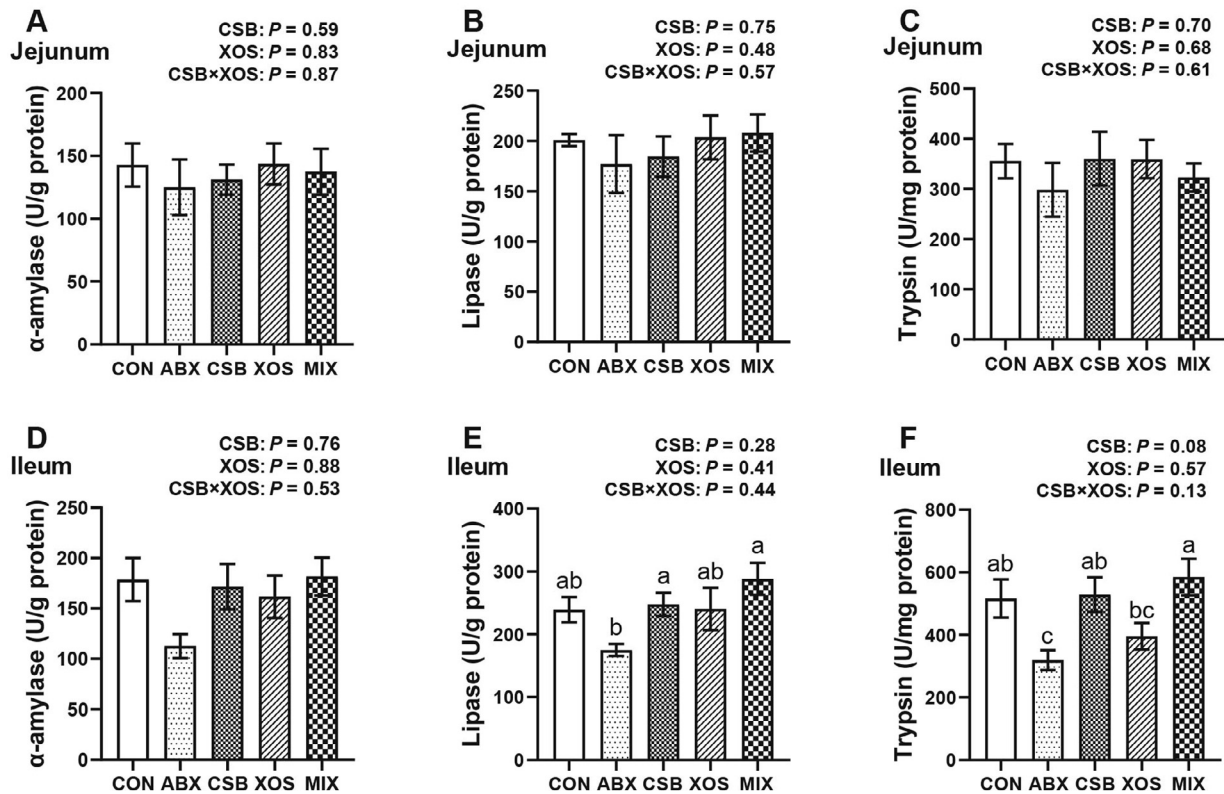 A
Jejunum
CSB: P = 0.59
XOS: P = 0.83
CSB×XOS: P = 0.87
α-amylase (U/g protein)
200
150
100
50
0
CON ABX CSB XOS MIX
B
Jejunum
CSB: P = 0.75
XOS: P = 0.48
CSB×XOS: P = 0.57
Lipase (U/g protein)
250
200
150
100
50
0
CON ABX CSB XOS MIX
C
Jejunum
CSB: P = 0.70
XOS: P = 0.68
CSB×XOS: P = 0.61
Trypsin (U/mg protein)
500
400
300
200
100
0
CON ABX CSB XOS MIX
D
Ileum
CSB: P = 0.76
XOS: P = 0.88
CSB×XOS: P = 0.53
α-amylase (U/g protein)
250
200
150
100
50
0
CON ABX CSB XOS MIX
E
Ileum
CSB: P = 0.28
XOS: P = 0.41
CSB×XOS: P = 0.44
Lipase (U/g protein)
400
300
200
100
0
ab b a ab a
CON ABX CSB XOS MIX
F
Ileum
CSB: P = 0.08
XOS: P = 0.57
CSB×XOS: P = 0.13
Trypsin (U/mg protein)
800
600
400
200
0
ab c ab bc a
CON ABX CSB XOS MIX